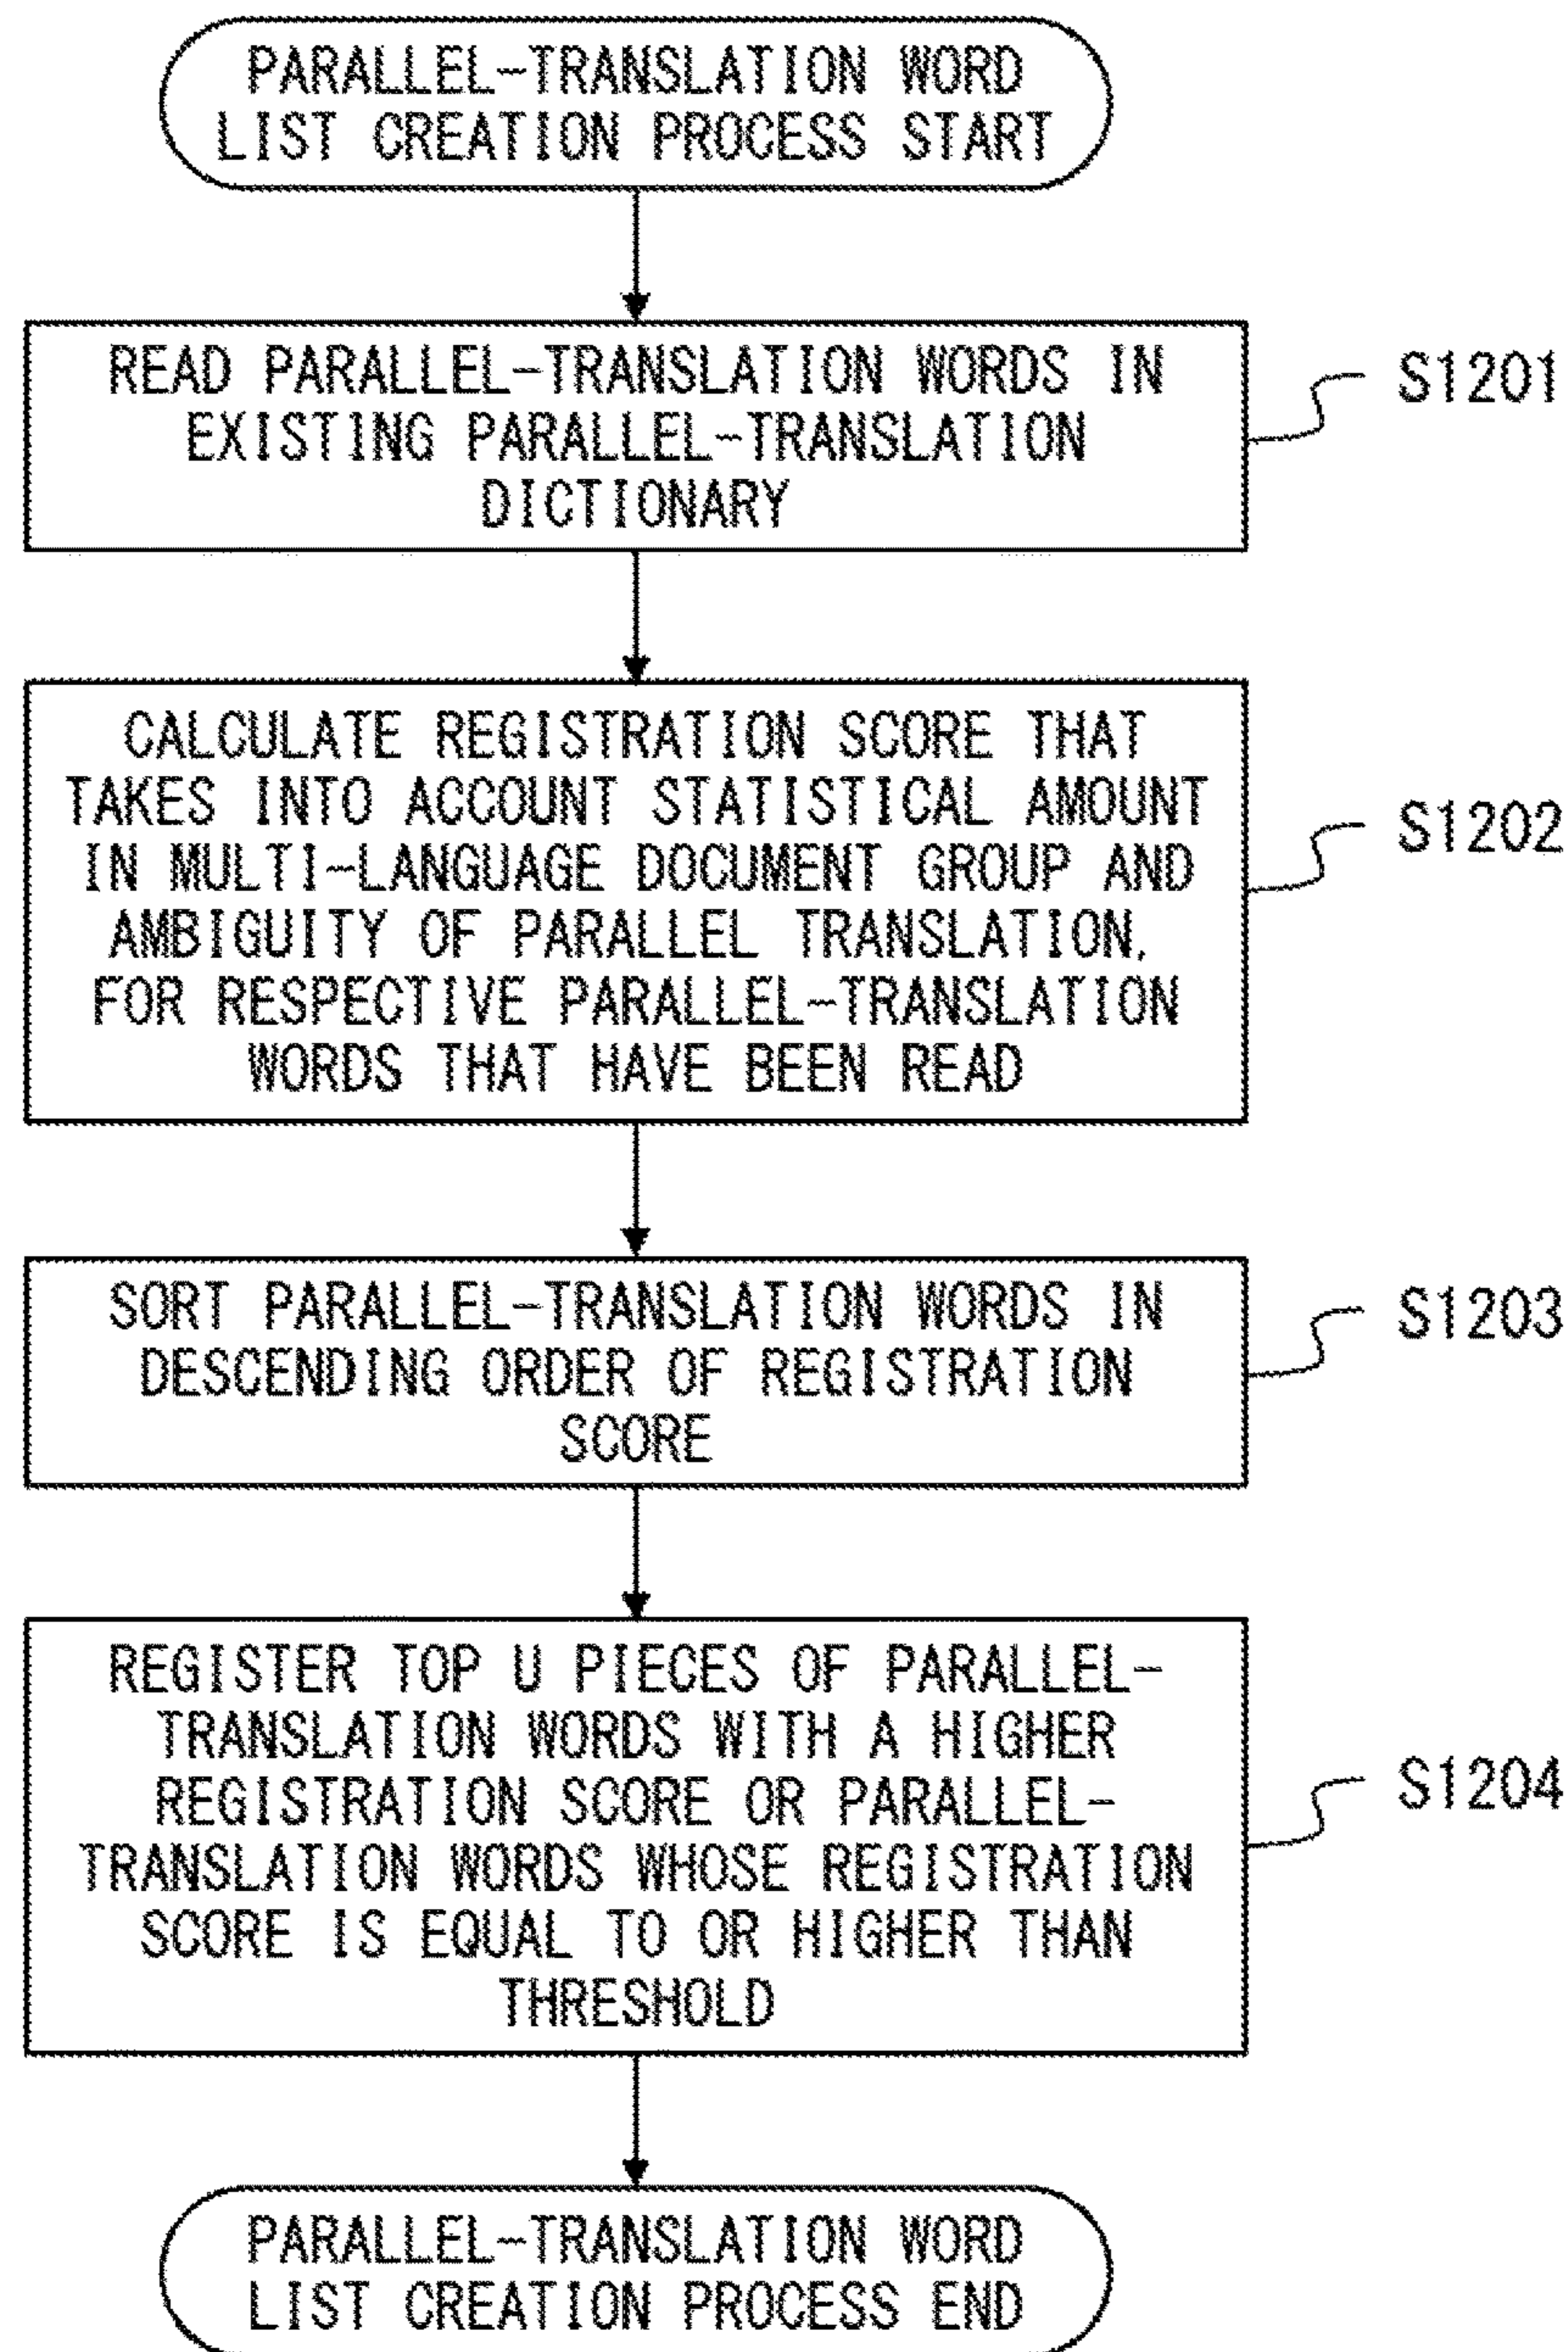 PARALLEL-TRANSLATION WORD
LIST CREATION PROCESS START
READ PARALLEL-TRANSLATION WORDS IN
EXISTING PARALLEL-TRANSLATION
DICTIONARY
S1201
CALCULATE REGISTRATION SCORE THAT
TAKES INTO ACCOUNT STATISTICAL AMOUNT
IN MULTI-LANGUAGE DOCUMENT GROUP AND
AMBIGUITY OF PARALLEL TRANSLATION,
FOR RESPECTIVE PARALLEL-TRANSLATION
WORDS THAT HAVE BEEN READ
S1202
SORT PARALLEL-TRANSLATION WORDS IN
DESCENDING ORDER OF REGISTRATION
SCORE
S1203
REGISTER TOP U PIECES OF PARALLEL-
TRANSLATION WORDS WITH A HIGHER
REGISTRATION SCORE OR PARALLEL-
TRANSLATION WORDS WHOSE REGISTRATION
SCORE IS EQUAL TO OR HIGHER THAN
THRESHOLD
S1204
PARALLEL-TRANSLATION WORD
LIST CREATION PROCESS END